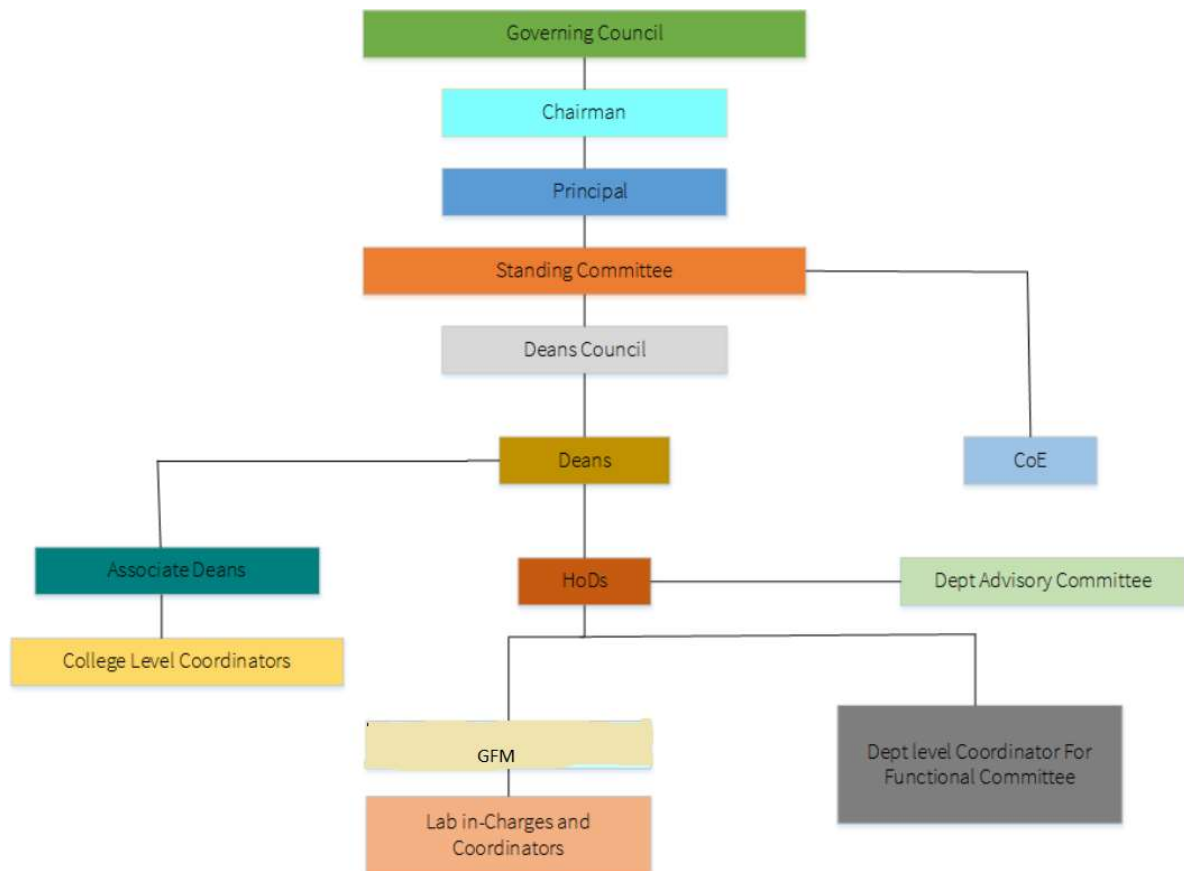 Governing Council
Chairman
Principal
Standing Committee
Deans Council
Deans
CoE
Associate Deans
HoDs
Dept Advisory Committee
College Level Coordinators
GFM
Dept level Coordinator For
Functional Committee
Lab in-Charges and
Coordinators